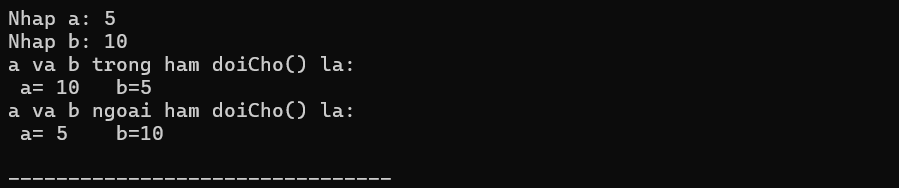 Nhap a: 5
Nhap b: 10
a va b trong ham doiCho() la:
 a= 10   b=5
a va b ngoai ham doiCho() la:
 a= 5    b=10

--------------------------------